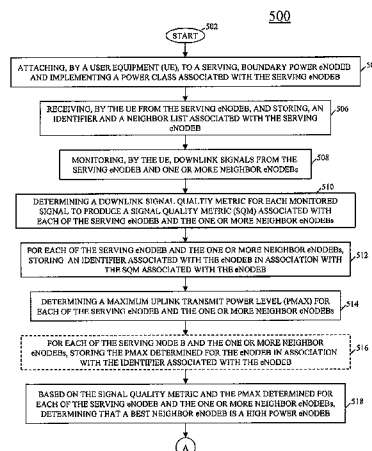 500
502
START
ATTACHING, BY A USER EQUIPMENT (UE), TO A SERVING, BOUNDARY POWER eNODEB
AND IMPLEMENTING A POWER CLASS ASSOCIATED WITH THE SERVING eNODEB
RECEIVING, BY THE UE FROM THE SERVING eNODEB, AND STORING, AN
IDENTIFIER AND A NEIGHBOR LIST ASSOCIATED WITH THE SERVING
eNODEB
506
MONITORING, BY THE UE, DOWNLINK SIGNALS FROM THE
SERVING eNODEB AND ONE OR MORE NEIGHBOR eNODEBs
508
510
DETERMINING A DOWNLINK SIGNAL QUALITY METRIC FOR EACH MONITORED
SIGNAL TO PRODUCE A SIGNAL QUALITY METRIC (SQM) ASSOCIATED WITH
EACH OF THE SERVING eNODEB AND THE ONE OR MORE NEIGHBOR eNODEBs
FOR EACH OF THE SERVING eNODEB AND THE ONE OR MORE NEIGHBOR eNODEBs,
STORING AN IDENTIFIER ASSOCIATED WITH THE eNODEB IN ASSOCIATION WITH
THE SQM ASSOCIATED WITH THE eNODEB
512
DETERMINING A MAXIMUM UPLINK TRANSMIT POWER LEVEL (PMAX) FOR
EACH OF THE SERVING eNODEB AND THE ONE OR MORE NEIGHBOR eNODEBs
514
FOR EACH OF THE SERVING NODE B AND THE ONE OR MORE NEIGHBOR
eNODEBs, STORING THE PMAX DETERMINED FOR THE eNODEB IN ASSOCIATION
WITH THE IDENTIFIER ASSOCIATED WITH THE eNODEB
516
BASED ON THE SIGNAL QUALITY METRIC AND THE PMAX DETERMINED FOR
EACH OF THE SERVING eNODEB AND THE ONE OR MORE NEIGHBOR eNODEBs,
DETERMINING THAT A BEST NEIGHBOR eNODEB IS A HIGH POWER eNODEB
518
A